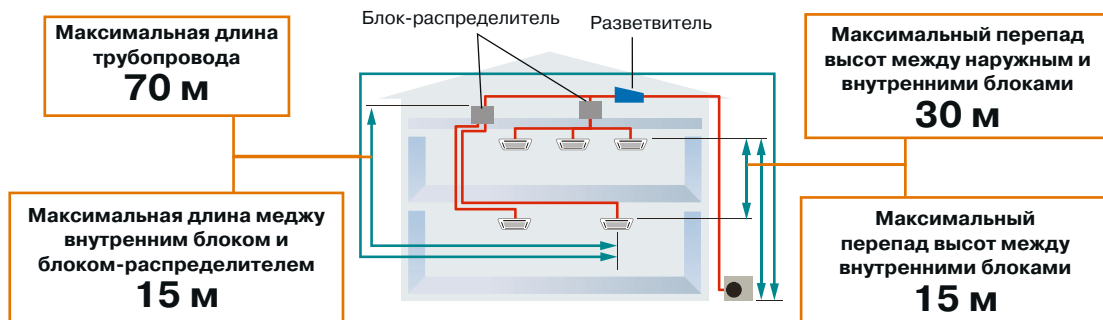 Блок-распределитель
Разветвитель
Максимальная длина
трубопровода
70 м
Максимальный перепад
высот между наружным и
внутренними блоками
30 м
Максимальная длина меджу
внутренним блоком и
блоком-распределителем
15 м
Максимальный
перепад высот между
внутренними блоками
15 м